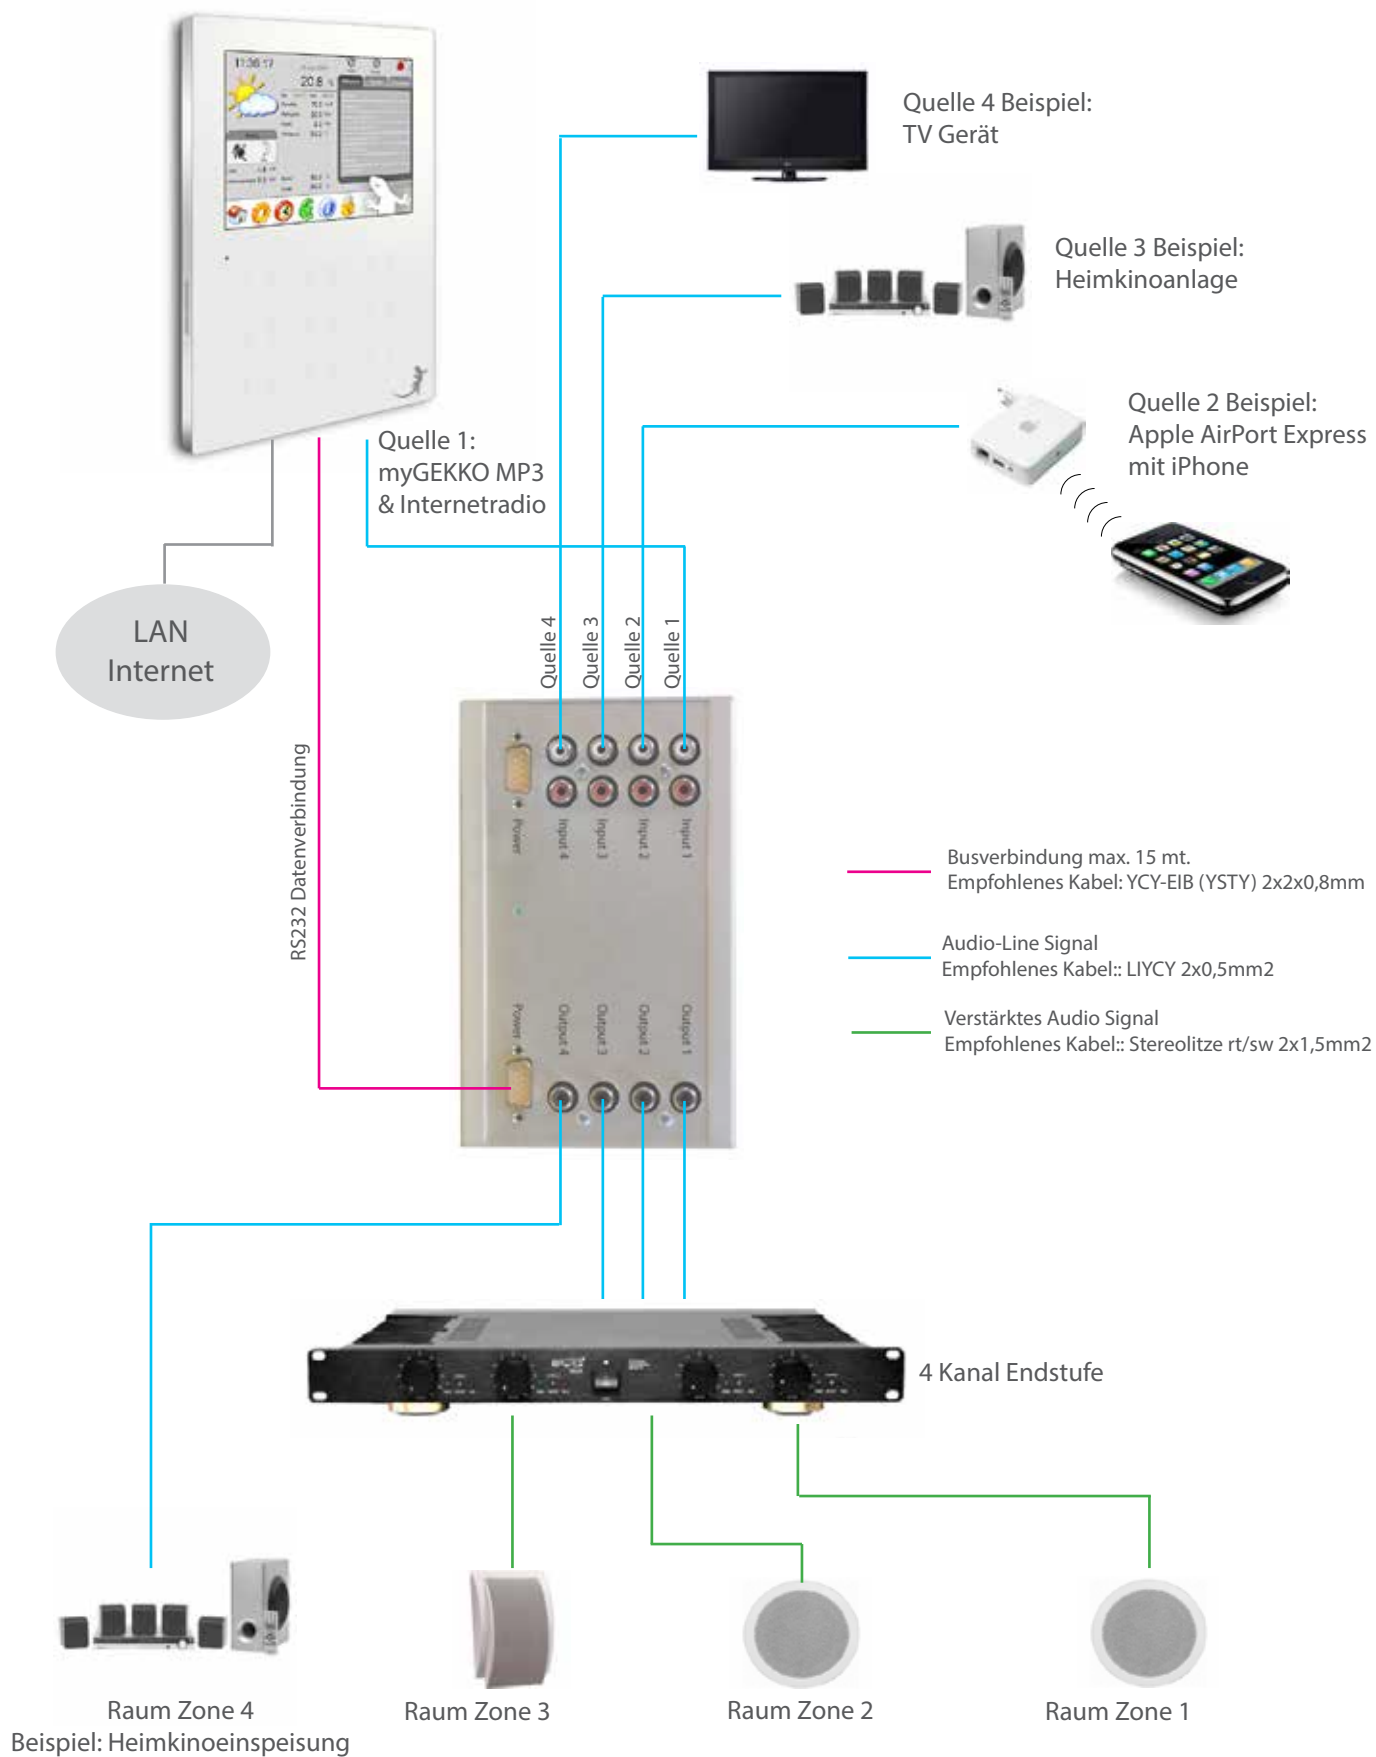 11:36:17
20.8
Quelle 4 Beispiel:
TV Gerät
Quelle 3 Beispiel:
Heimkinoanlage
Quelle 2 Beispiel:
Apple AirPort Express
mit iPhone
Quelle 1:
myGEKKO MP3
& Internetradio
LAN
Internet
Quelle 4
Quelle 3
Quelle 2
Quelle 1
RS232 Datenverbindung
Power
Input 4
Input 3
Input 2
Input 1
Busverbindung max. 15 mt.
Empfohlenes Kabel: YCY-EIB (YSTY) 2x2x0,8mm
Audio-Line Signal
Empfohlenes Kabel:: LIYCY 2x0,5mm2
Verstärktes Audio Signal
Empfohlenes Kabel:: Stereolitze rt/sw 2x1,5mm2
Power
Output 4
Output 3
Output 2
Output 1
4 Kanal Endstufe
Raum Zone 4
Beispiel: Heimkinoeinspeisung
Raum Zone 3
Raum Zone 2
Raum Zone 1